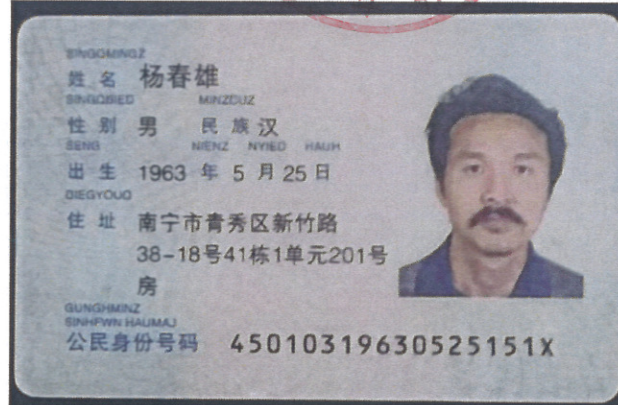 SINGQMINGZ
姓 名 杨春雄
SINGQBIED MINZCUZ
性 别 男 民 族 汉
SENG NIENZ NYIED HAUH
出 生 1963 年 5 月 25 日
DIEGYOUQ
住 址 南宁市青秀区新竹路
38-18号41栋1单元201号
房
GUNGHMINZ
SINHFWN HAUMAJ
公民身份号码 45010319630525151X